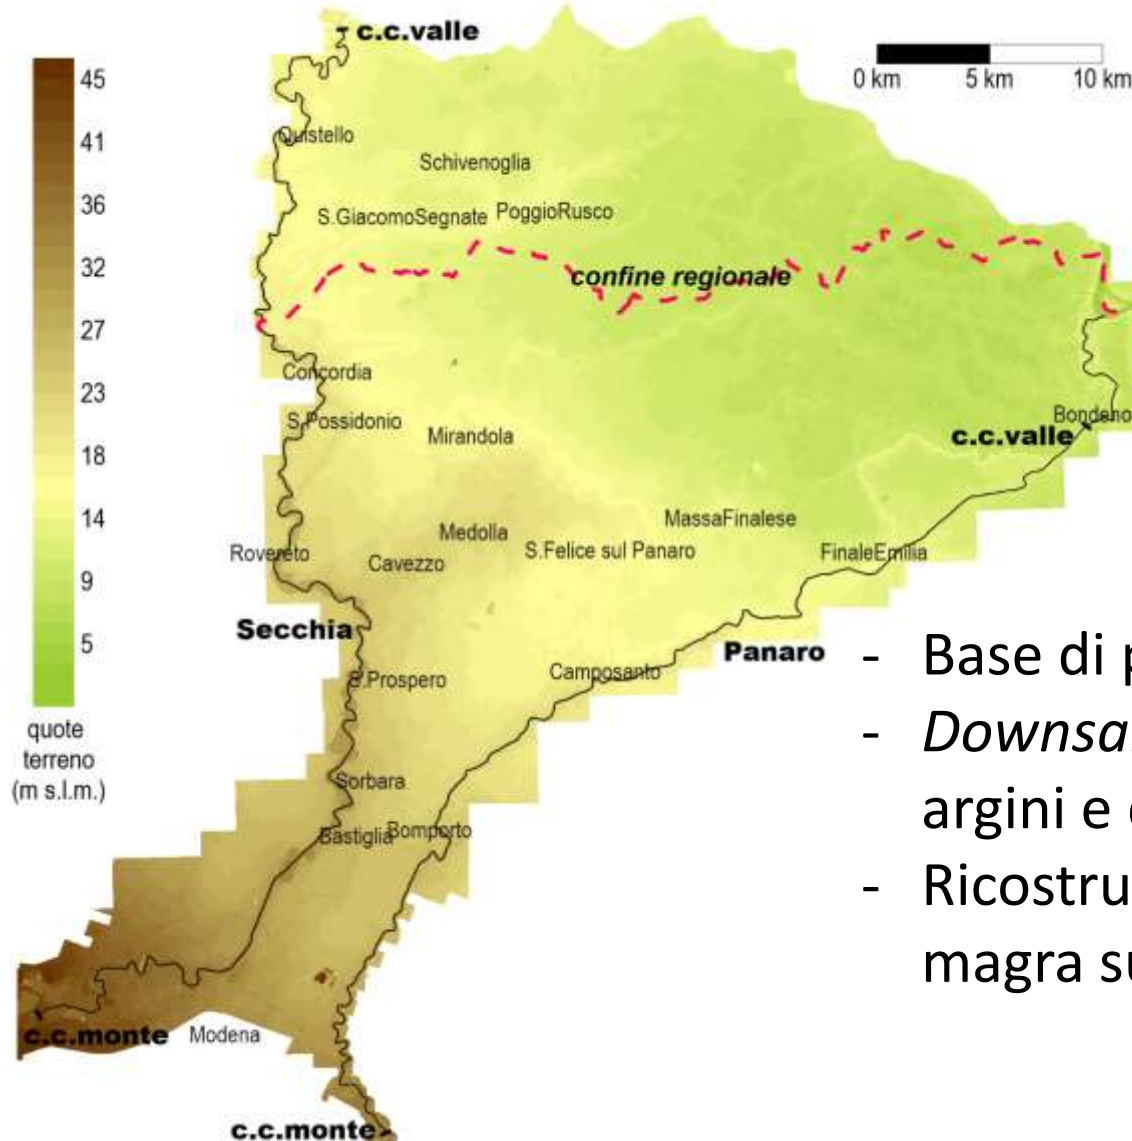 c.c.valle
45
41
36
32
27
23
18
14
9
5
quote
terreno
(m s.l.m.)
0 km 5 km 10 km
Quistello
Schivenoglia
S.GiacomoSegnate PoggioRusco
confine regionale
Concordia
S.Possidonio
Mirandola
Bondeno
c.c.valle
MassaFinalese
Medolla
S.Felice sul Panaro
FinaleEmilia
Rovereto
Cavezzo
Secchia
Panaro
Camposanto
S.Prospero
Sorbara
Bastiglia
Bomporto
c.c.monte
Modena
c.c.monte
- Base di
- Downsa
argini e
- Ricostru
magra su